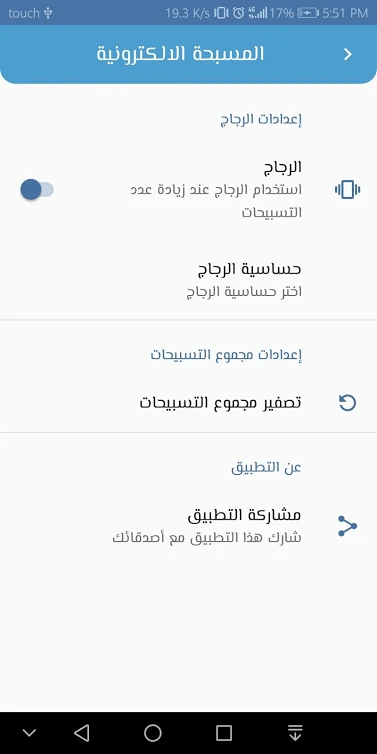 touch 19.3 K/s 4G 17% 5:51 PM
المسبحة الالكترونية
إعدادات الرجاج
الرجاج
استخدام الرجاج عند زيادة عدد
التسبيحات
حساسية الرجاج
اختر حساسية الرجاج
إعدادات مجموع التسبيحات
تصفير مجموع التسبيحات
عن التطبيق
مشاركة التطبيق
شارك هذا التطبيق مع أصدقائك